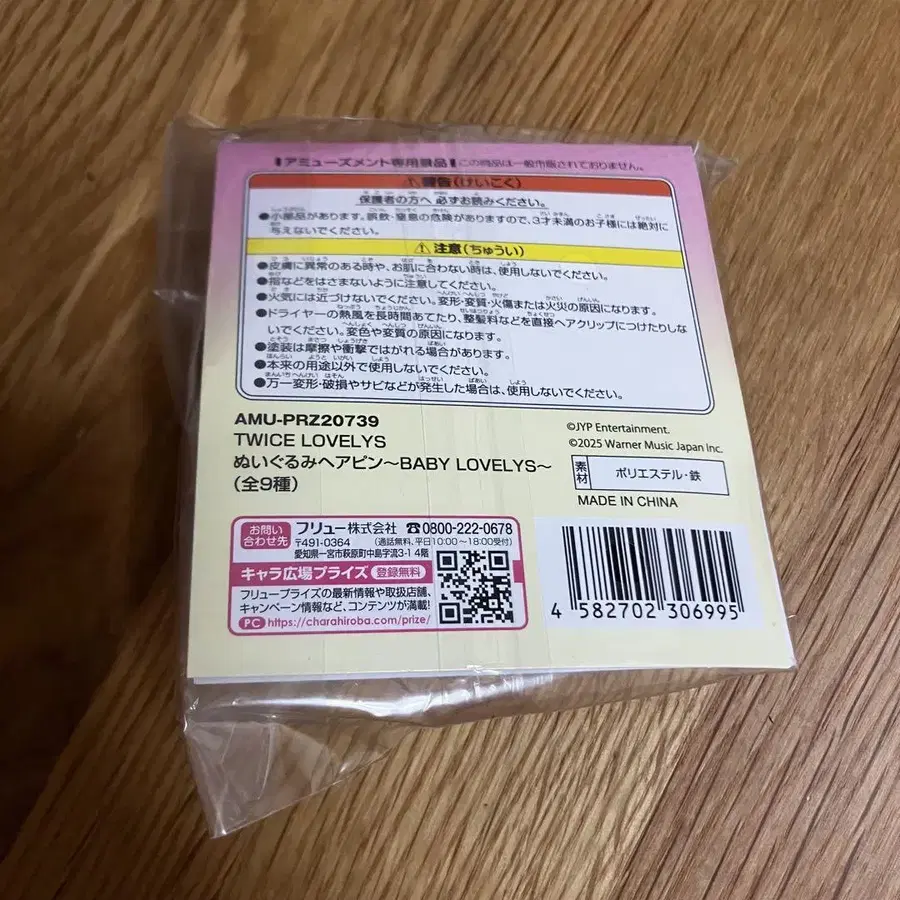 アミューズメント専用景品 この商品は一般市販されておりません。
⚠警告(けいこく)
保護者の方へ 必ずお読みください。
●小部品があります。誤飲・窒息の危険がありますので、3才未満のお子様には絶対に
与えないでください。
⚠注意(ちゅうい)
●皮膚に異常のある時や、お肌に合わない時は、使用しないでください。
●指などをはさまないように注意してください。
●火気には近づけないでください。変形・変質・火傷または火災の原因になります。
●ドライヤーの熱風を長時間あてたり、整髪料などを直接ヘアクリップにつけたりしな
いでください。変色や変質の原因になります。
●塗装は摩擦や衝撃ではがれる場合があります。
●本来の用途以外で使用しないでください。
●万一変形・破損やサビなどが発生した場合は、使用しないでください。
AMU-PRZ20739
TWICE LOVELYS
ぬいぐるみヘアピン〜BABY LOVELYS〜
(全9種)
©JYP Entertainment.
©2025 Warner Music Japan Inc.
素材 ポリエステル・鉄
MADE IN CHINA
お問い合わせ先 フリュー株式会社 ☎0800-222-0678
〒491-0364 (通話無料、平日10:00〜18:00受付)
愛知県一宮市萩原町中島字流3-1 4階
キャラ広場プライズ 登録無料
フリュープライズの最新情報や取扱店舗、
キャンペーン情報など、コンテンツが満載!
PC https://charahiroba.com/prize/
4 582702 306995